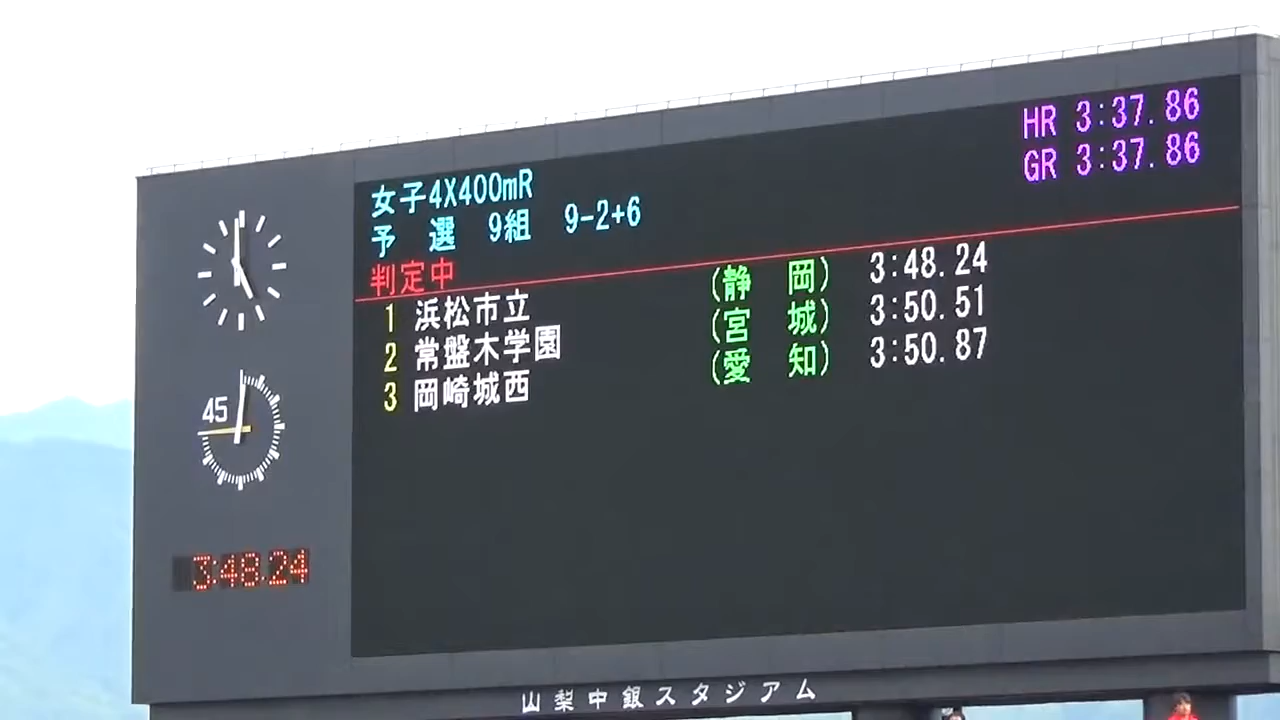 HR 3:37.86
GR 3:37.86
女子4X400mR
予 選 9組 9-2+6
判定中
1 浜松市立 (静 岡) 3:48.24
2 常盤木学園 (宮 城) 3:50.51
3 岡崎城西 (愛 知) 3:50.87
45
3:48.24
山梨中銀スタジアム